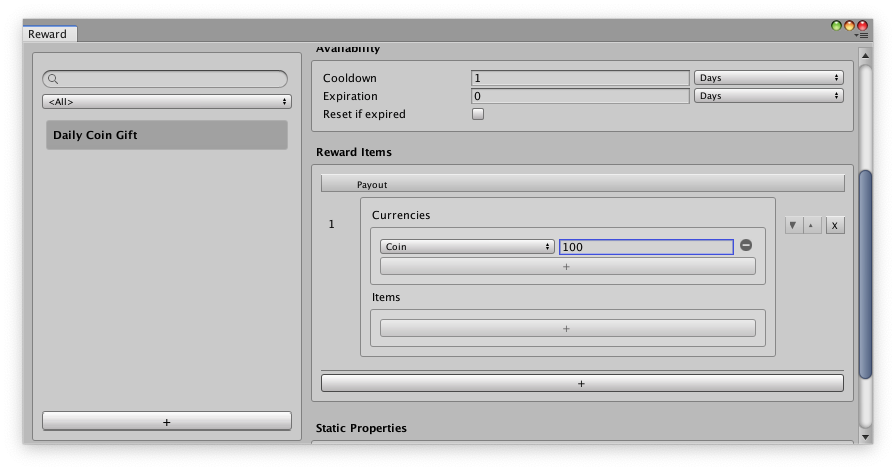 Reward
<All>
Daily Coin Gift
+
Availability
Cooldown 1 Days
Expiration 0 Days
Reset if expired
Reward Items
Payout
1
Currencies
Coin 100
+
Items
+
X
+
Static Properties